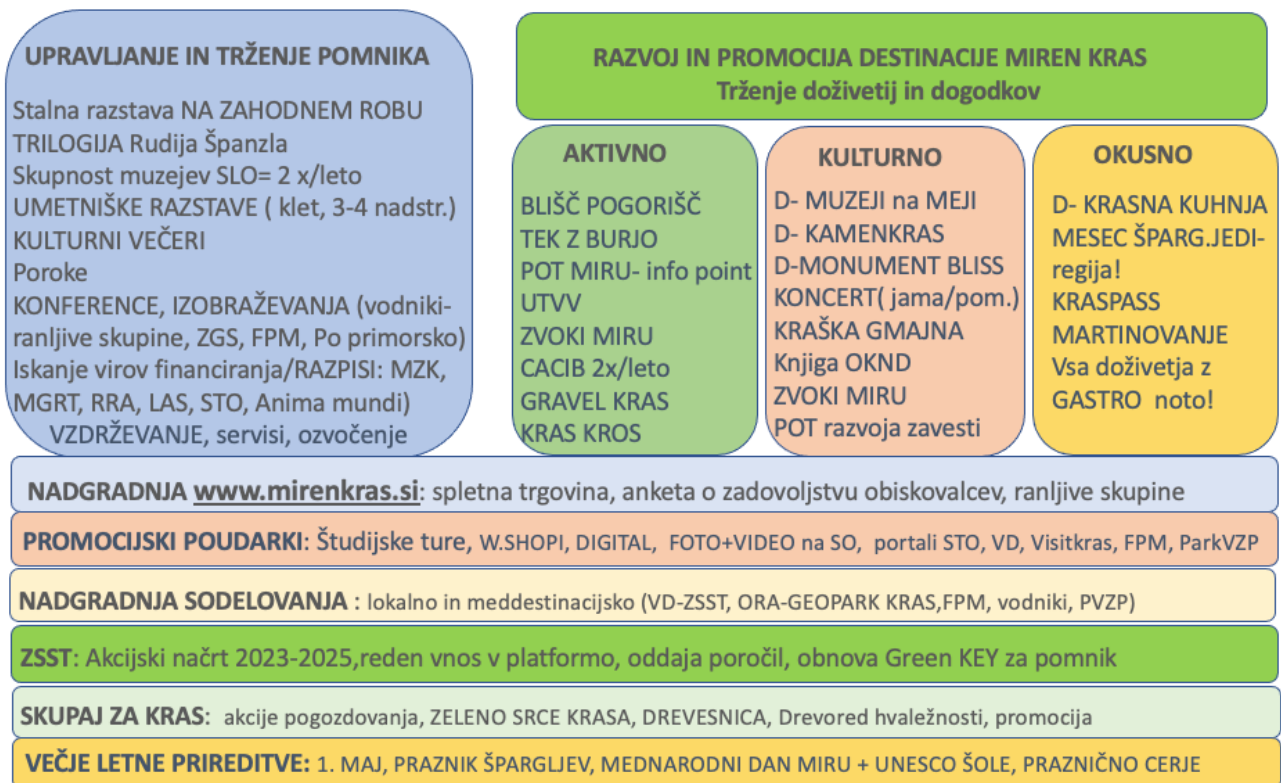 UPRAVLJANJE IN TRŽENJE POMNIKA
Stalna razstava NA ZAHODNEM ROBU
TRILOGIJA Rudija Španzla
Skupnost muzejev SLO= 2 x/leto
UMETNIŠKE RAZSTAVE ( klet, 3-4 nadstr.)
KULTURNI VEČERI
Poroke
KONFERENCE, IZOBRAŽEVANJA (vodniki-
ranljive skupine, ZGS, FPM, Po primorsko)
Iskanje virov financiranja/RAZPISI: MZK,
MGRT, RRA, LAS, STO, Anima mundi)
VZDRŽEVANJE, servisi, ozvočenje
RAZVOJ IN PROMOCIJA DESTINACIJE MIREN KRAS
Trženje doživetij in dogodkov
AKTIVNO
BLIŠČ POGORIŠČ
TEK Z BURJO
POT MIRU- info point
UTVV
ZVOKI MIRU
CACIB 2x/leto
GRAVEL KRAS
KRAS KROS
KULTURNO
D- MUZEJI na MEJI
D- KAMENKRAS
D-MONUMENT BLISS
KONCERT( jama/pom.)
KRAŠKA GMAJNA
Knjiga OKND
ZVOKI MIRU
POT razvoja zavesti
OKUSNO
D- KRASNA KUHNJA
MESEC ŠPARG.JEDI-
regija!
KRASPASS
MARTINOVANJE
Vsa doživetja z
GASTRO noto!
NADGRADNJA www.mirenkras.si: spletna trgovina, anketa o zadovoljstvu obiskovalcev, ranljive skupine
PROMOCIJSKI POUDARKI: Študijske ture, W.SHOPI, DIGITAL, FOTO+VIDEO na SO, portali STO, VD, Visitkras, FPM, ParkVZP
NADGRADNJA SODELOVANJA : lokalno in meddestinacijsko (VD-ZSST, ORA-GEOPARK KRAS,FPM, vodniki, PVZP)
ZSST: Akcijski načrt 2023-2025,reden vnos v platformo, oddaja poročil, obnova Green KEY za pomnik
SKUPAJ ZA KRAS: akcije pogozdovanja, ZELENO SRCE KRASA, DREVESNICA, Drevored hvaležnosti, promocija
VEČJE LETNE PRIREDITVE: 1. MAJ, PRAZNIK ŠPARGLJEV, MEDNARODNI DAN MIRU + UNESCO ŠOLE, PRAZNIČNO CERJE